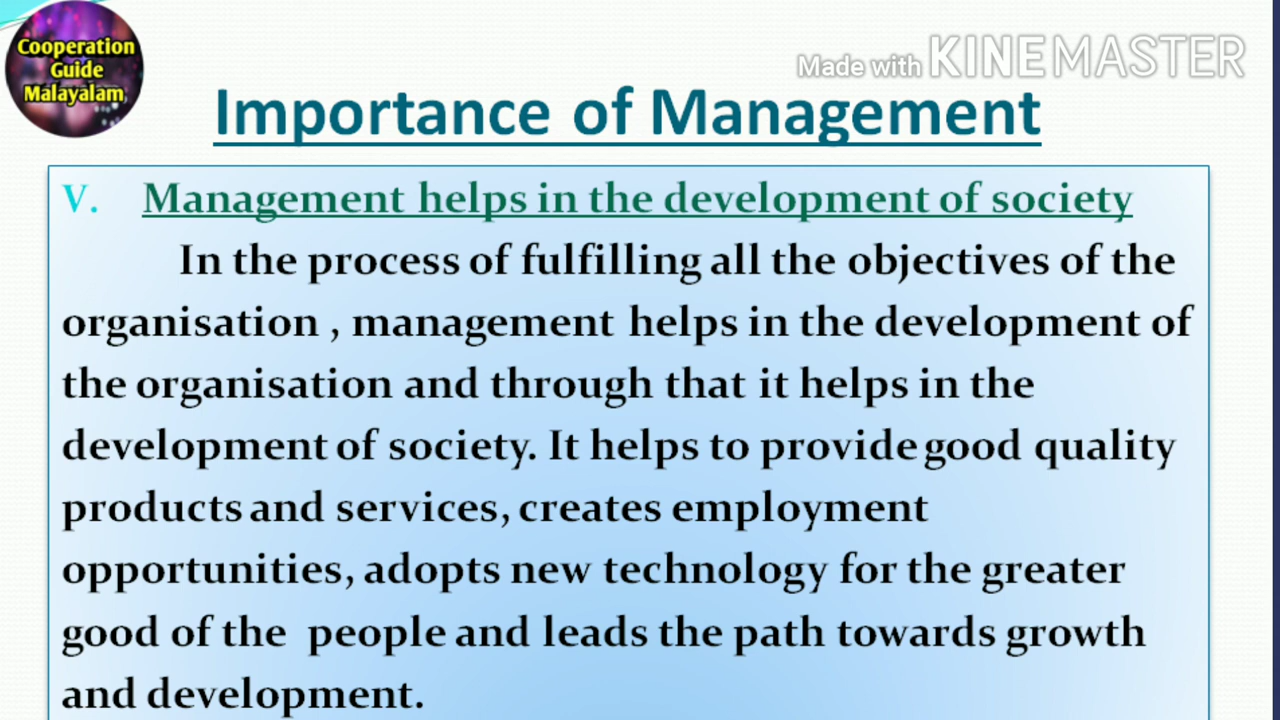 Cooperation
Guide
Malayalam
Made with KINEMASTER
Importance of Management
V. Management helps in the development of society
In the process of fulfilling all the objectives of the
organisation , management helps in the development of
the organisation and through that it helps in the
development of society. It helps to provide good quality
products and services, creates employment
opportunities, adopts new technology for the greater
good of the people and leads the path towards growth
and development.